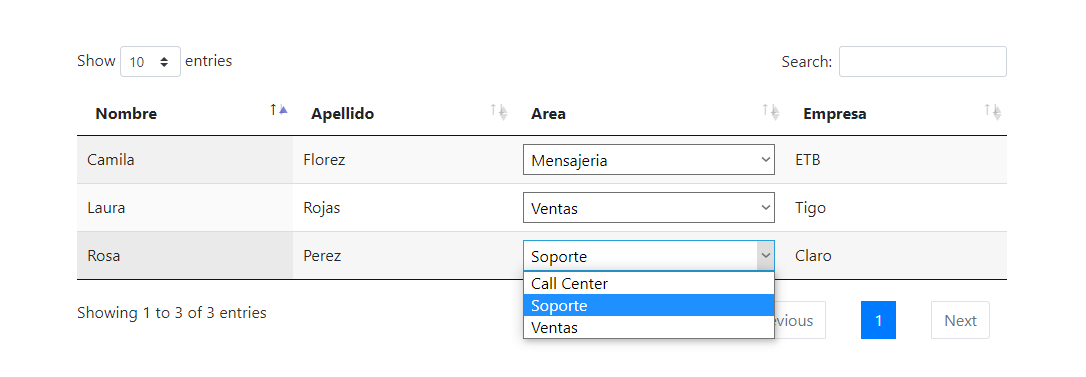 Show 10 entries Search:
Nombre Apellido Area Empresa
Camila Florez Mensajeria ETB
Laura Rojas Ventas Tigo
Rosa Perez Soporte Claro
Call Center
Soporte
Ventas
Showing 1 to 3 of 3 entries vious 1 Next